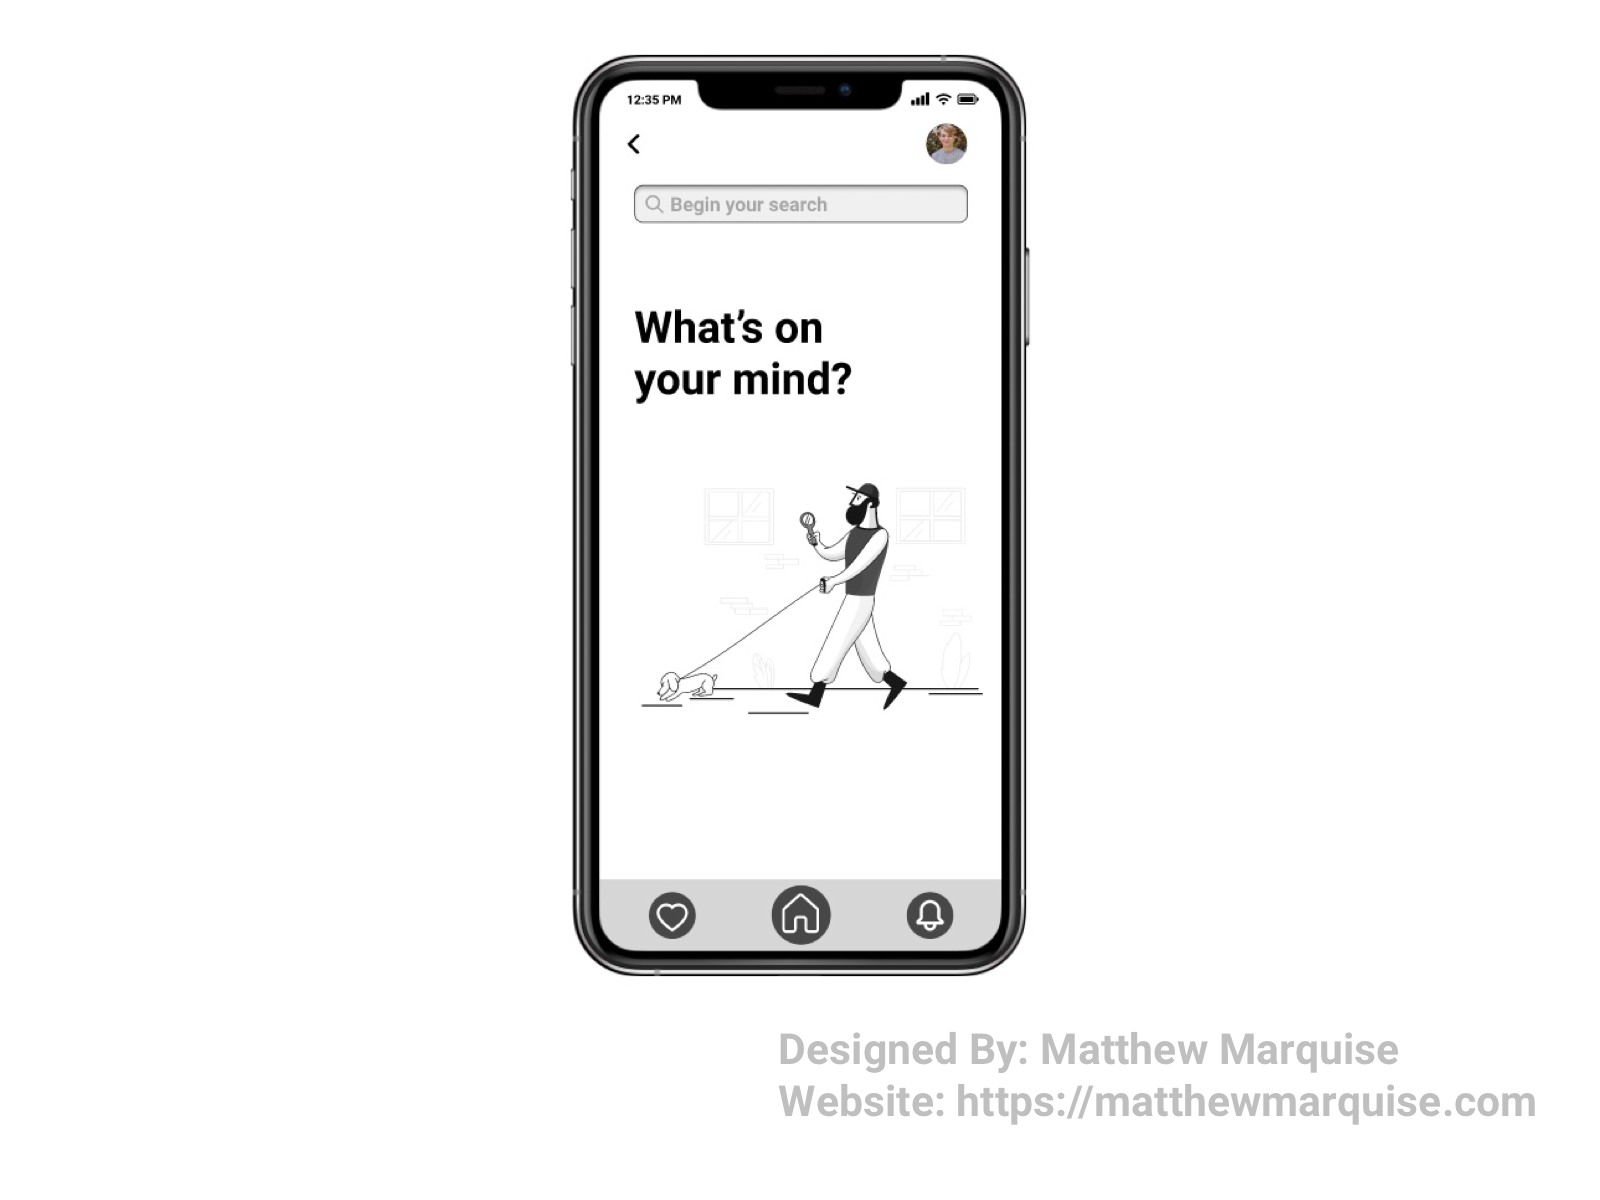 12:35 PM
Begin your search
What’s on
your mind?
Designed By: Matthew Marquise
Website: https://matthewmarquise.com